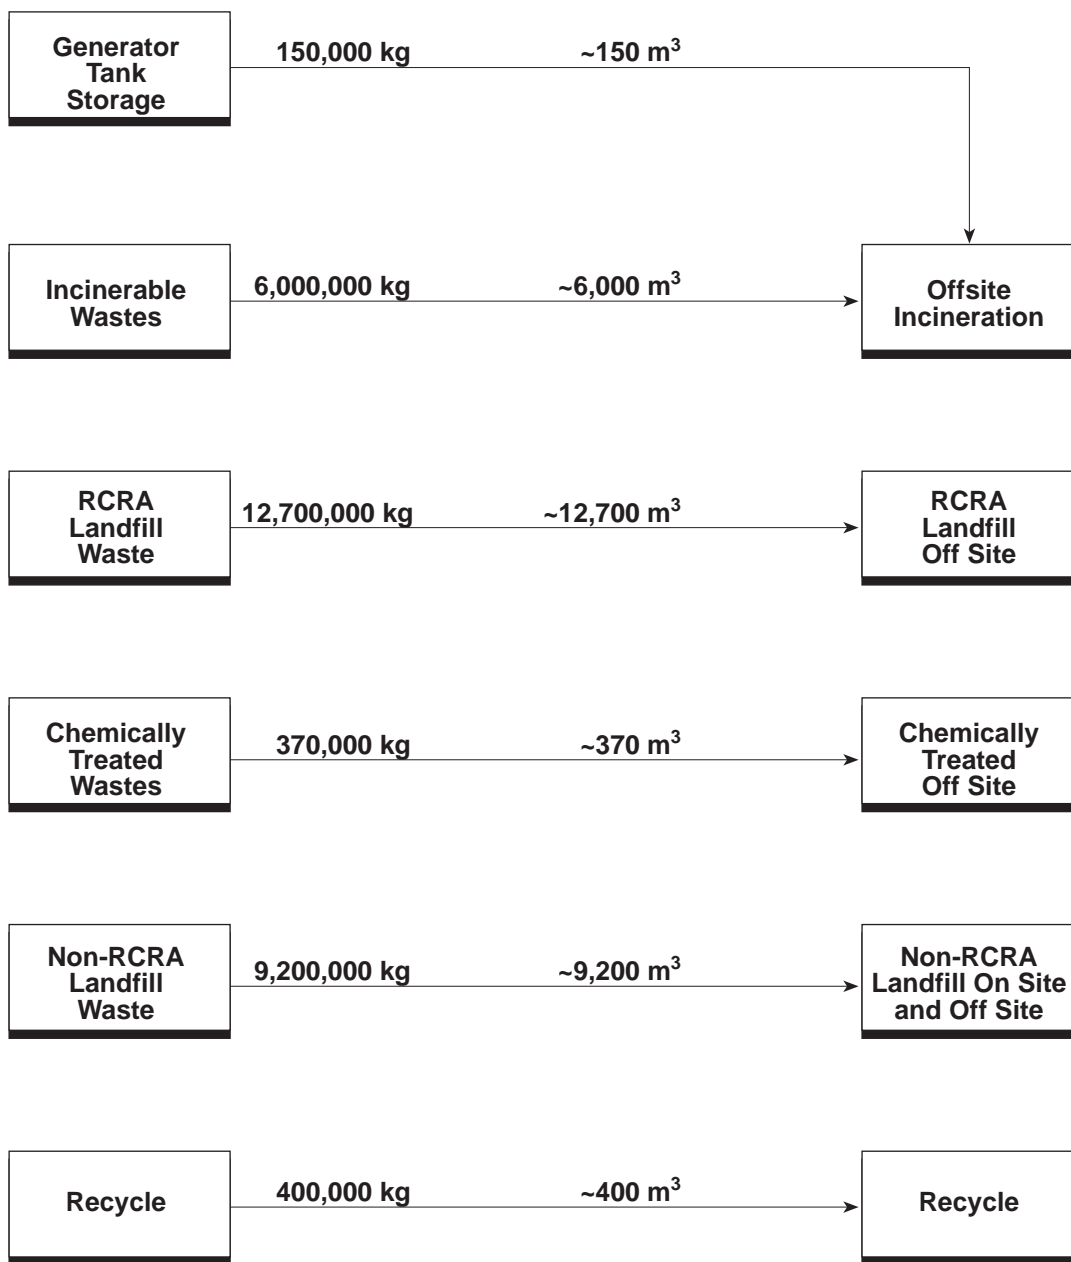 Generator
Tank
Storage
150,000 kg
~150 m³
Incinerable
Wastes
6,000,000 kg
~6,000 m³
Offsite
Incineration
RCRA
Landfill
Waste
12,700,000 kg
~12,700 m³
RCRA
Landfill
Off Site
Chemically
Treated
Wastes
370,000 kg
~370 m³
Chemically
Treated
Off Site
Non-RCRA
Landfill
Waste
9,200,000 kg
~9,200 m³
Non-RCRA
Landfill On Site
and Off Site
Recycle
400,000 kg
~400 m³
Recycle